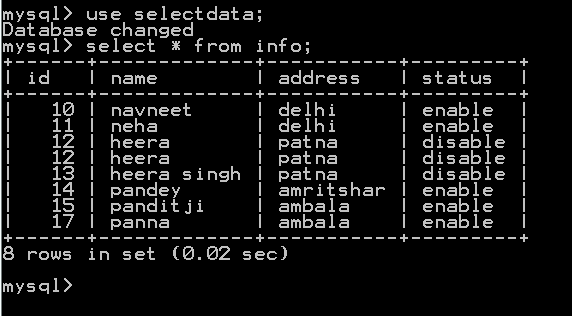 mysql> use selectdata;
Database changed
mysql> select * from info;
+------+-------------+-----------+---------+
| id   | name        | address   | status  |
+------+-------------+-----------+---------+
|   10 | navneet     | delhi     | enable  |
|   11 | neha        | delhi     | enable  |
|   12 | heera       | patna     | disable |
|   12 | heera       | patna     | disable |
|   13 | heera singh | patna     | disable |
|   14 | pandey      | amritshar | enable  |
|   15 | panditji    | ambala    | enable  |
|   17 | panna       | ambala    | enable  |
+------+-------------+-----------+---------+
8 rows in set (0.02 sec)
mysql>